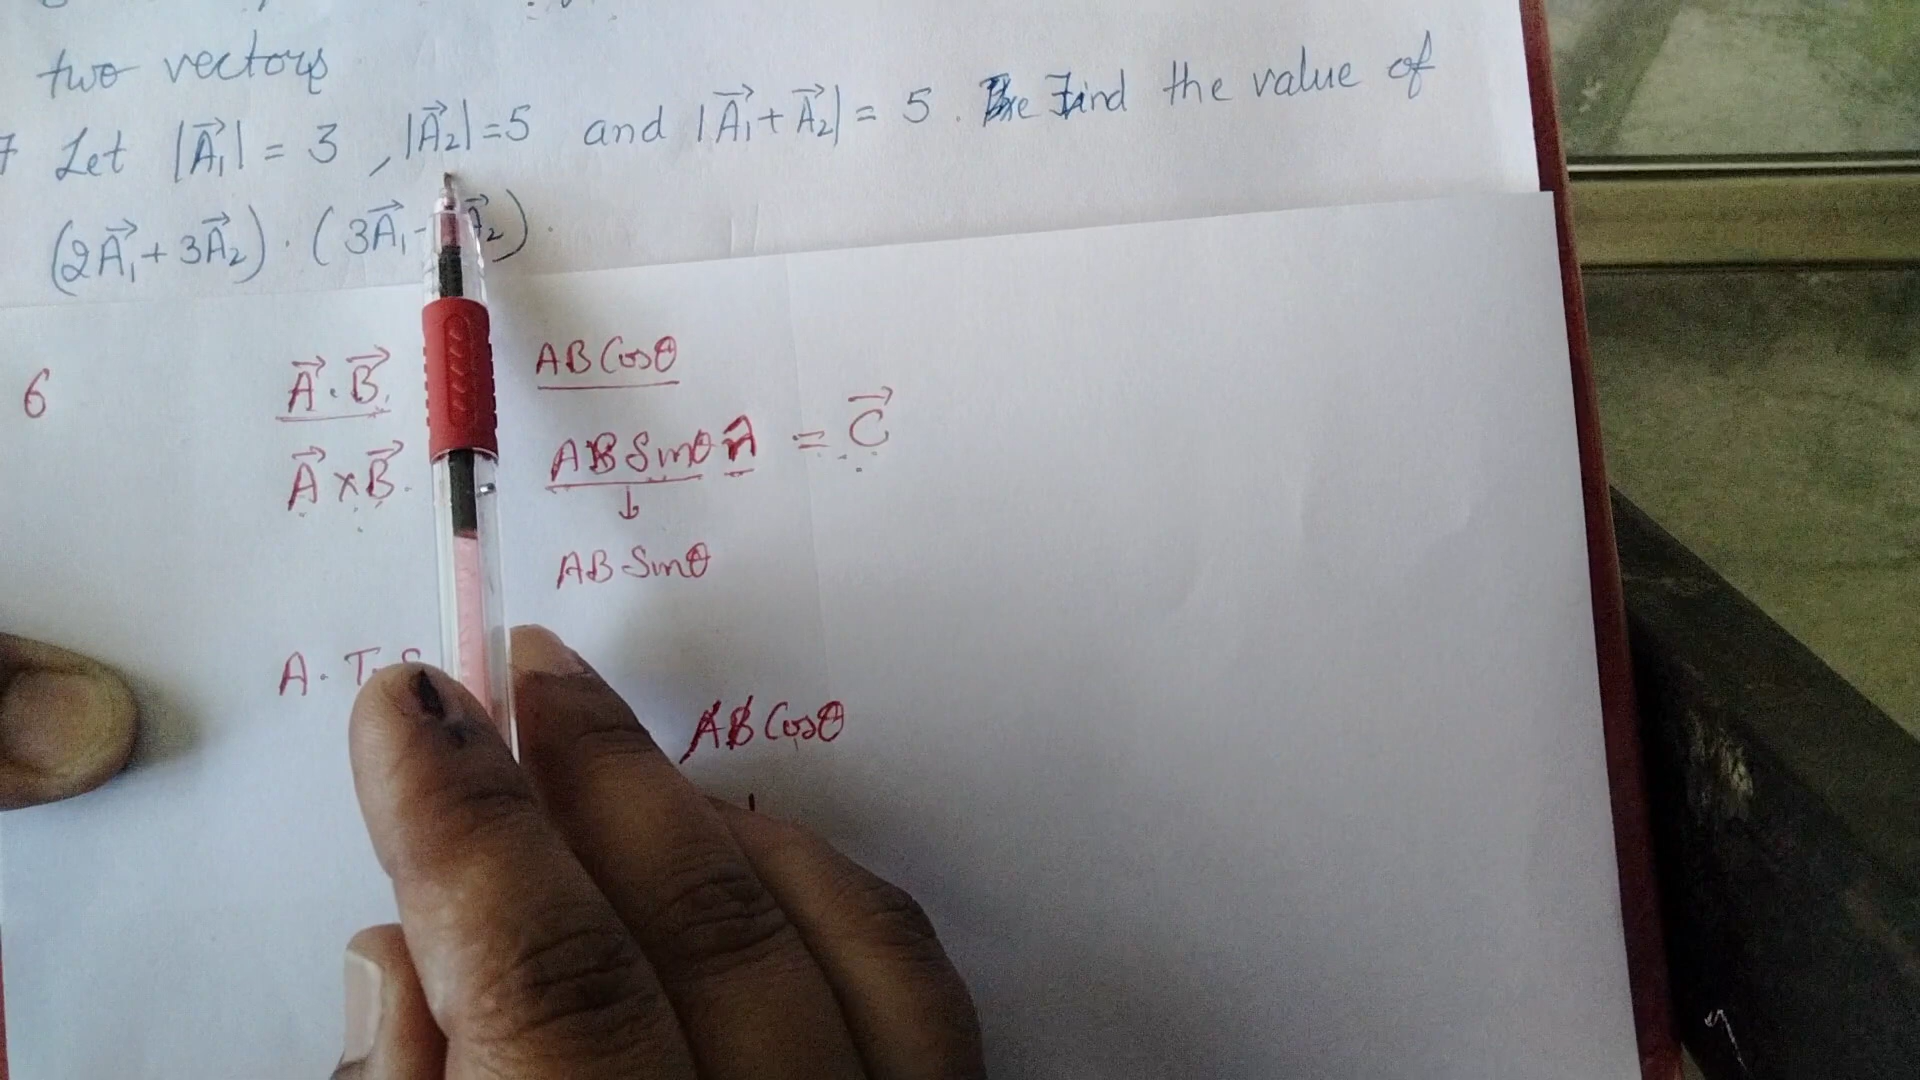 two vectors
7 Let |A⃗₁| = 3, |A⃗₂| = 5 and |A⃗₁ + A⃗₂| = 5. Find the value of
(2A⃗₁ + 3A⃗₂) · (3A⃗₁ - A⃗₂).
6 A⃗ · B⃗. AB Cosθ
A⃗ × B⃗. AB Sinθ n̂ = C⃗
↓
AB Sinθ
A.
AB Cosθ